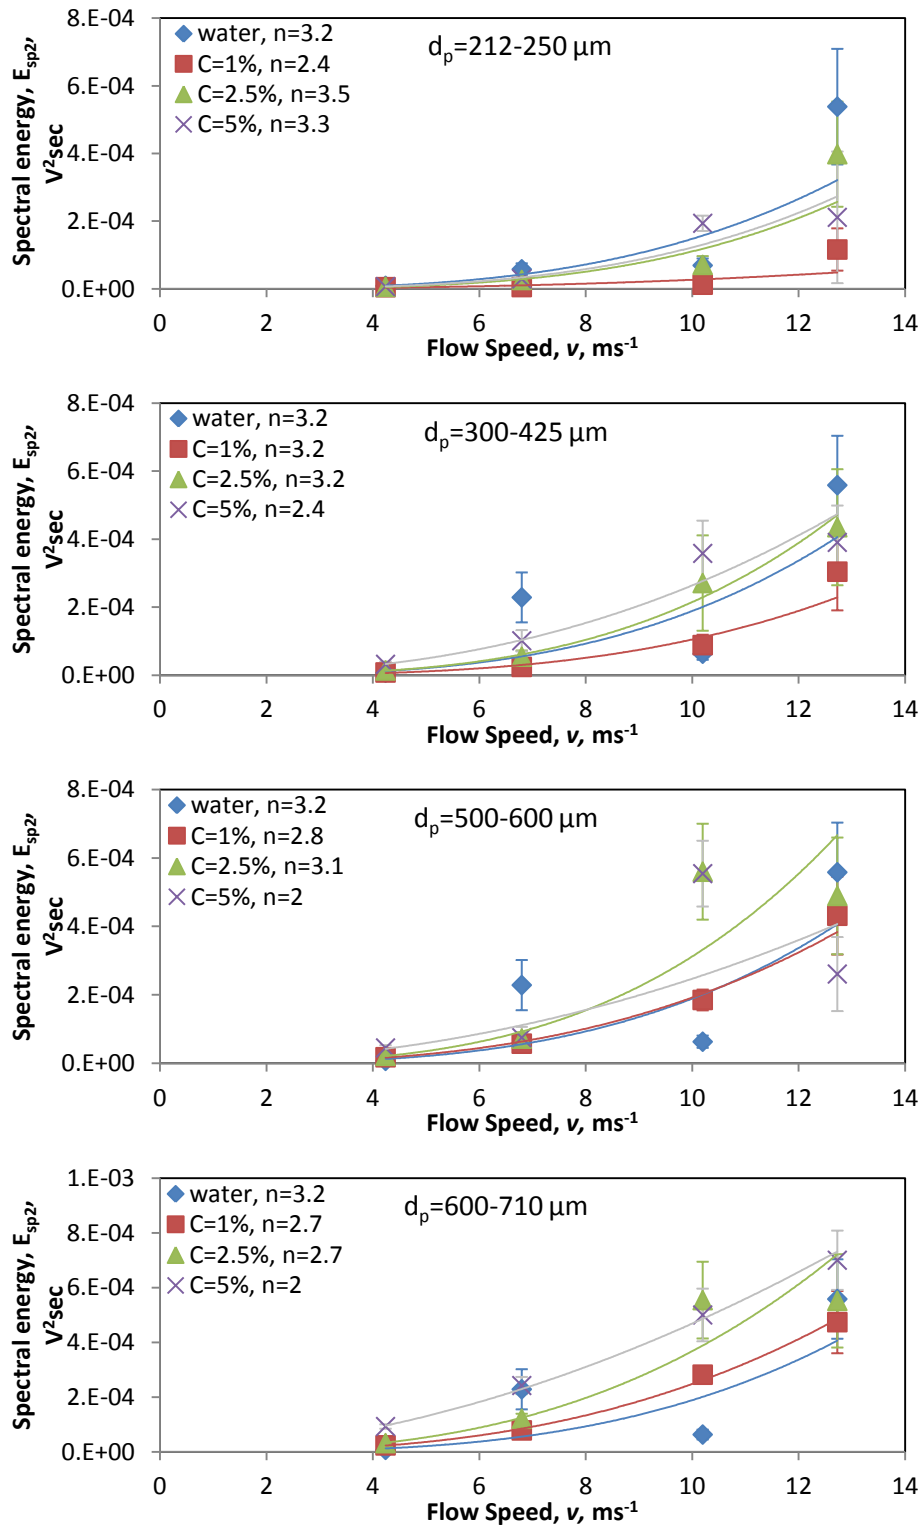 8.E-04
6.E-04
4.E-04
2.E-04
0.E+00
Spectral energy, Esp2,
V²sec
water, n=3.2
C=1%, n=2.4
C=2.5%, n=3.5
C=5%, n=3.3
dp=212-250 µm
0 2 4 6 8 10 12 14
Flow Speed, v, ms-1
8.E-04
6.E-04
4.E-04
2.E-04
0.E+00
Spectral energy, Esp2,
V²sec
water, n=3.2
C=1%, n=3.2
C=2.5%, n=3.2
C=5%, n=2.4
dp=300-425 µm
0 2 4 6 8 10 12 14
Flow Speed, v, ms-1
8.E-04
6.E-04
4.E-04
2.E-04
0.E+00
Spectral energy, Esp2,
V²sec
water, n=3.2
C=1%, n=2.8
C=2.5%, n=3.1
C=5%, n=2
dp=500-600 µm
0 2 4 6 8 10 12 14
Flow Speed, v, ms-1
1.E-03
8.E-04
6.E-04
4.E-04
2.E-04
0.E+00
Spectral energy, Esp2,
V²sec
water, n=3.2
C=1%, n=2.7
C=2.5%, n=2.7
C=5%, n=2
dp=600-710 µm
0 2 4 6 8 10 12 14
Flow Speed, v, ms-1